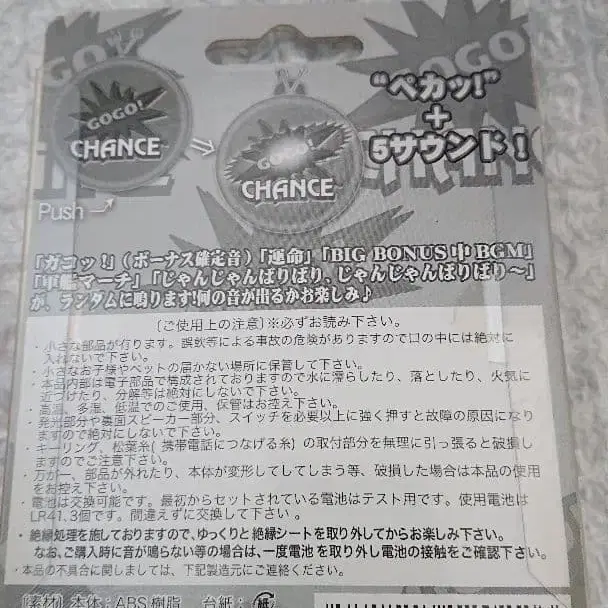 GOGO!
CHANCE
Push
GOGO!
CHANCE
“ペカッ!”
+
5サウンド!
「ガコッ!」(ボーナス確定音)「運命」「BIG BONUS中BGM」
「軍艦マーチ」「じゃんじゃんばりばり、じゃんじゃんばりばり〜」
が、ランダムに鳴ります!何の音が出るかお楽しみ♪
〔ご使用上の注意〕※必ずお読み下さい。
・小さな部品が有ります。誤飲等による事故の危険がありますので口の中には絶対に
入れないで下さい。
・小さなお子様やペットの届かない場所に保管して下さい。
・本品内部は電子部品で構成されておりますので水に濡らしたり、落としたり、火気に
近づけたり、分解等は絶対にしないで下さい。
・高温、多湿、低温でのご使用、保管はお控え下さい。
・発光部分や裏面スピーカー部分、スイッチを必要以上に強く押すと故障の原因になり
ますので絶対にしないで下さい。
・キーリング、松葉糸(携帯電話につなげる糸)の取付部分を無理に引っ張ると破損し
ますのでご注意下さい。
・万が一、部品が外れたり、本体が変形してしてしまう等、破損した場合は本品の使用
をお控え下さい。
・電池は交換可能です。最初からセットされている電池はテスト用です。使用電池は
LR41、3個です。間違えずに交換して下さい。
・絶縁処理を施しておりますので、ゆっくりと絶縁シートを取り外してからお楽しみ下さい。
なお、ご購入時に音が鳴らない等の場合は、一度電池を取り外し電池の接触をご確認下さい。
・本品の不具合に関しましては、下記製造元にご連絡ください。
〔素材〕本体:ABS樹脂 台紙:紙